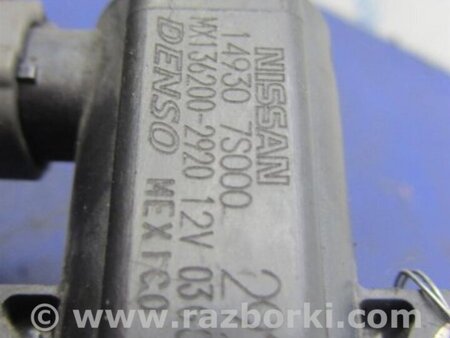 NISSAN
14930 7S000
MX136200-2920 12V
DENSO MEXICO
www.razborki.com